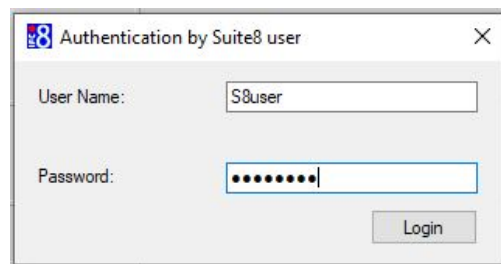 Authentication by Suite8 user
User Name: S8user
Password: ●●●●●●●●
Login